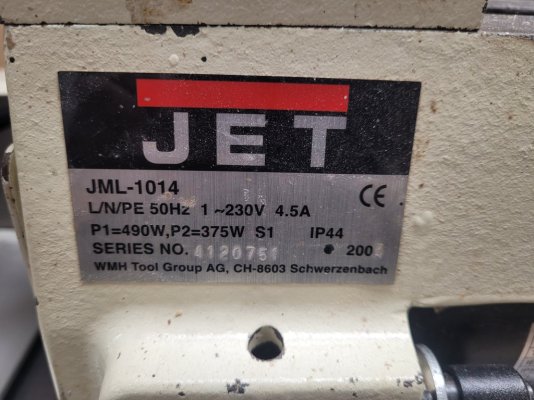 JET
JML-1014
CE
L/N/PE 50Hz 1 ~230V 4.5A
P1=490W,P2=375W S1 IP44
SERIES NO. 4120751 200
WMH Tool Group AG, CH-8603 Schwerzenbach